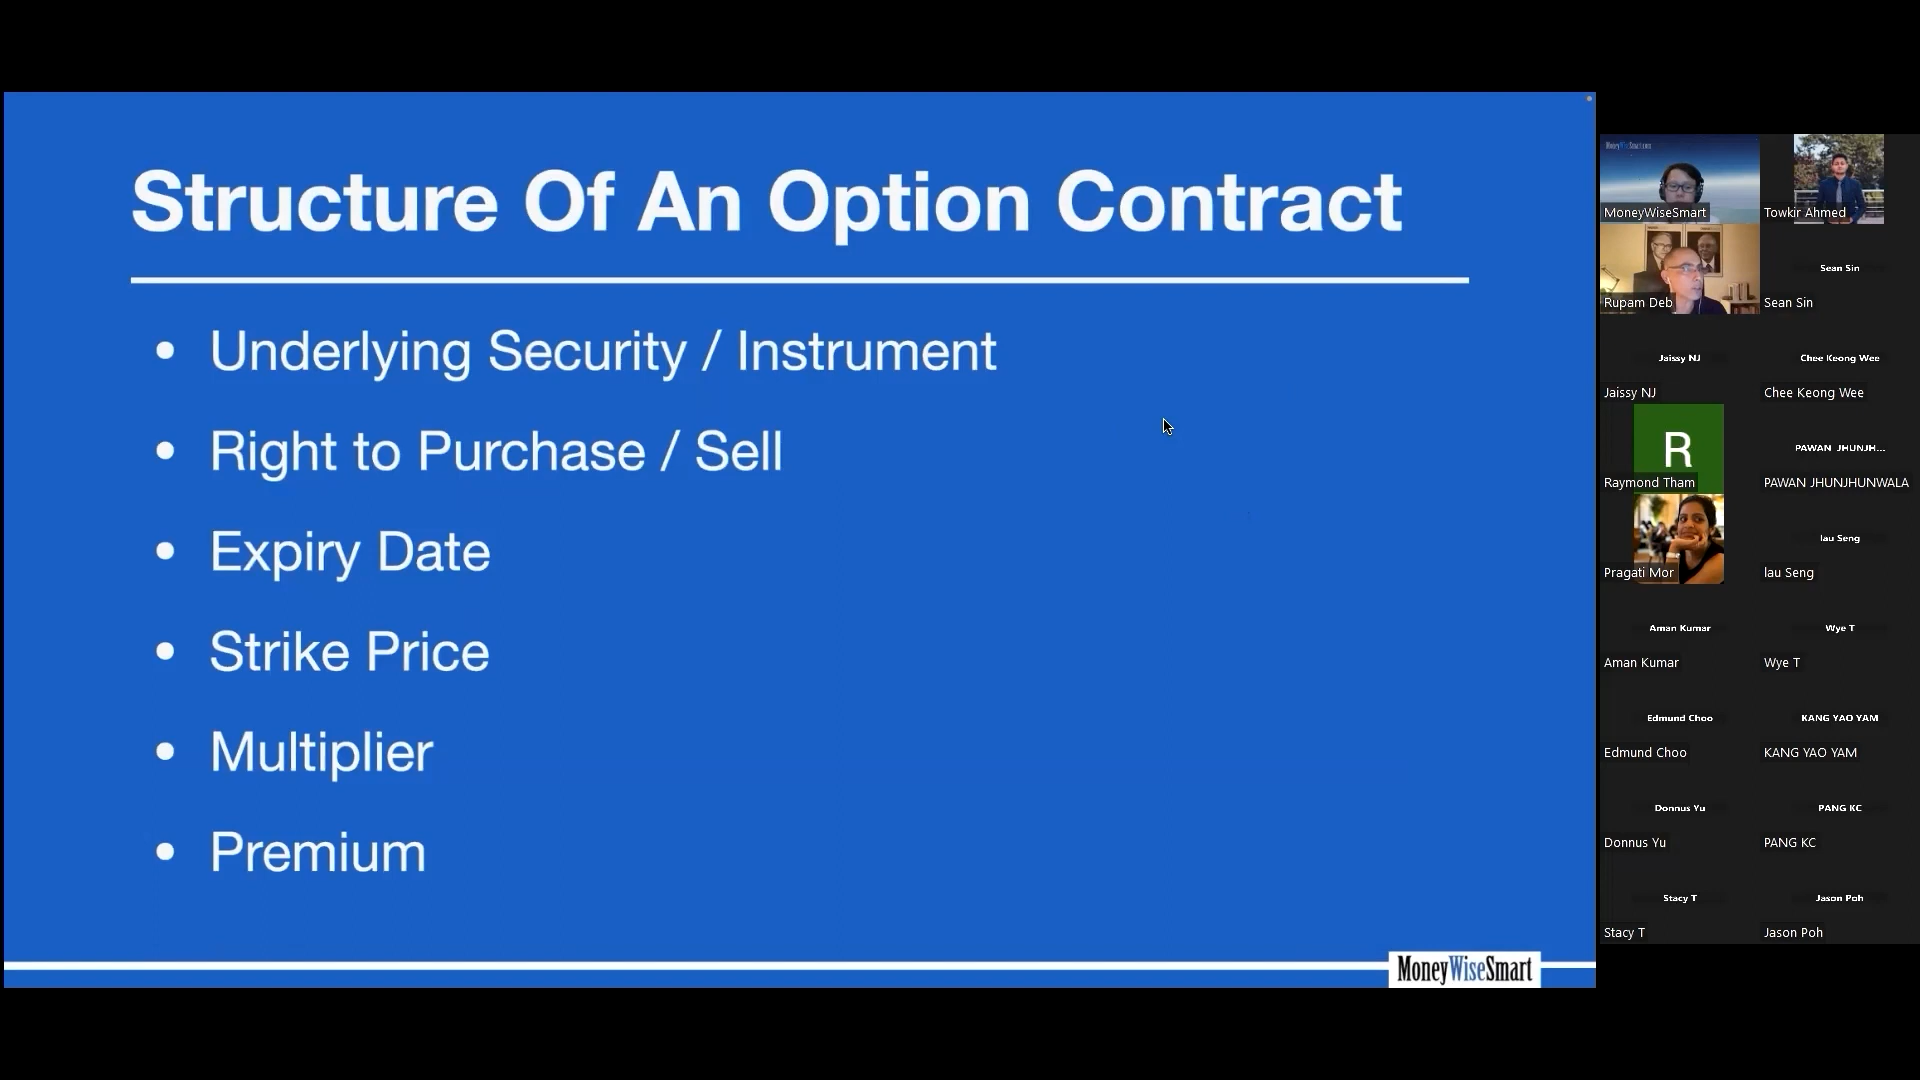 Structure Of An Option Contract
• Underlying Security / Instrument
• Right to Purchase / Sell
• Expiry Date
• Strike Price
• Multiplier
• Premium
MoneyWiseSmart
MoneyWiseSmart.com
MoneyWiseSmart
Towkir Ahmed
Rupam Deb
Sean Sin
Sean Sin
Jaissy NJ
Jaissy NJ
Chee Keong Wee
Chee Keong Wee
R
Raymond Tham
PAWAN JHUNJH...
PAWAN JHUNJHUNWALA
Pragati Mor
lau Seng
lau Seng
Aman Kumar
Aman Kumar
Wye T
Wye T
Edmund Choo
Edmund Choo
KANG YAO YAM
KANG YAO YAM
Donnus Yu
Donnus Yu
PANG KC
PANG KC
Stacy T
Stacy T
Jason Poh
Jason Poh